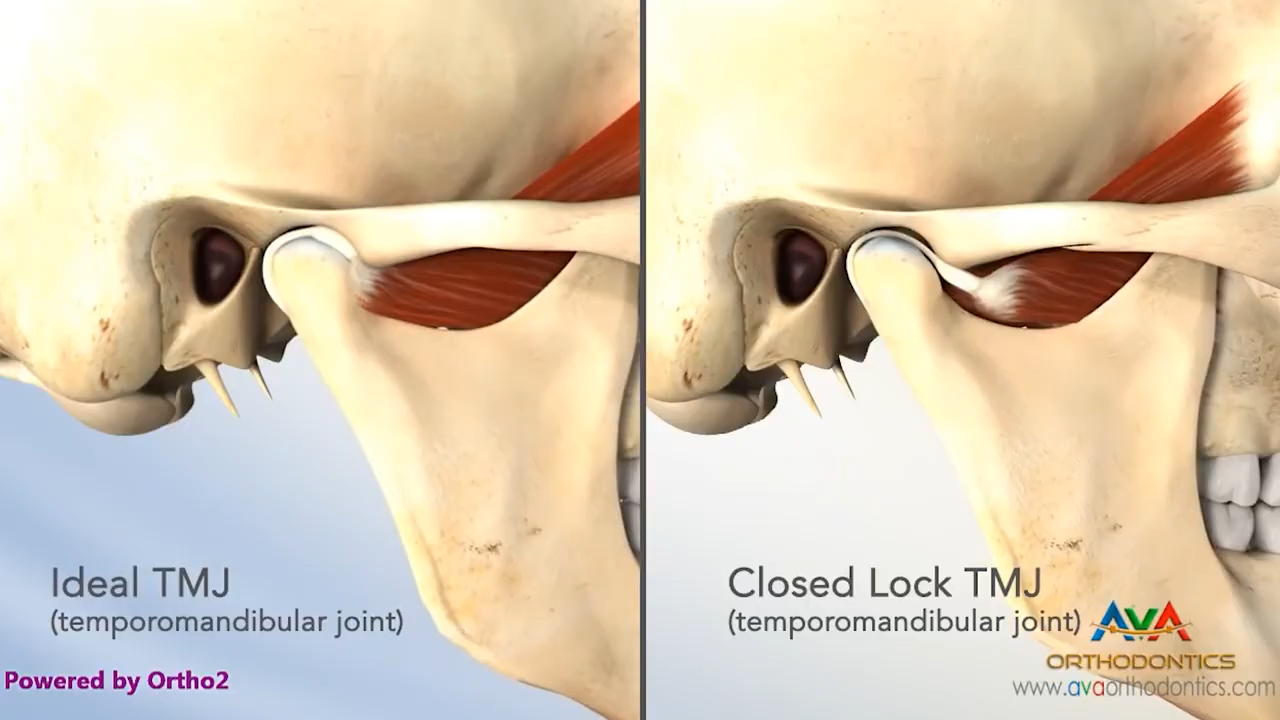 Ideal TMJ
(temporomandibular joint)
Powered by Ortho2
Closed Lock TMJ
(temporomandibular joint)
AVA
ORTHODONTICS
www.avaorthodontics.com